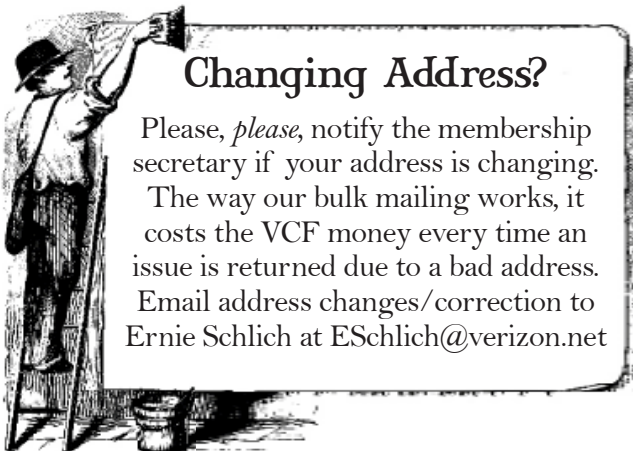 Changing Address?
Please, please, notify the membership
secretary if your address is changing.
The way our bulk mailing works, it
costs the VCF money every time an
issue is returned due to a bad address.
Email address changes/correction to
Ernie Schlich at ESchlich@verizon.net